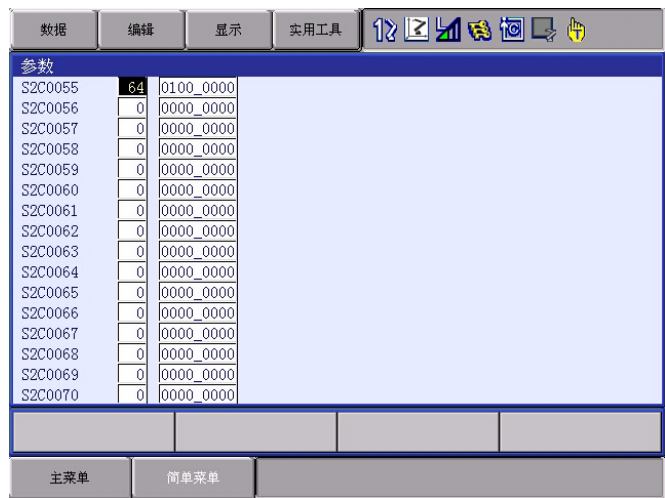 数据 编辑 显示 实用工具
参数
S2C0055 64 0100_0000
S2C0056 0 0000_0000
S2C0057 0 0000_0000
S2C0058 0 0000_0000
S2C0059 0 0000_0000
S2C0060 0 0000_0000
S2C0061 0 0000_0000
S2C0062 0 0000_0000
S2C0063 0 0000_0000
S2C0064 0 0000_0000
S2C0065 0 0000_0000
S2C0066 0 0000_0000
S2C0067 0 0000_0000
S2C0068 0 0000_0000
S2C0069 0 0000_0000
S2C0070 0 0000_0000
主菜单 简单菜单